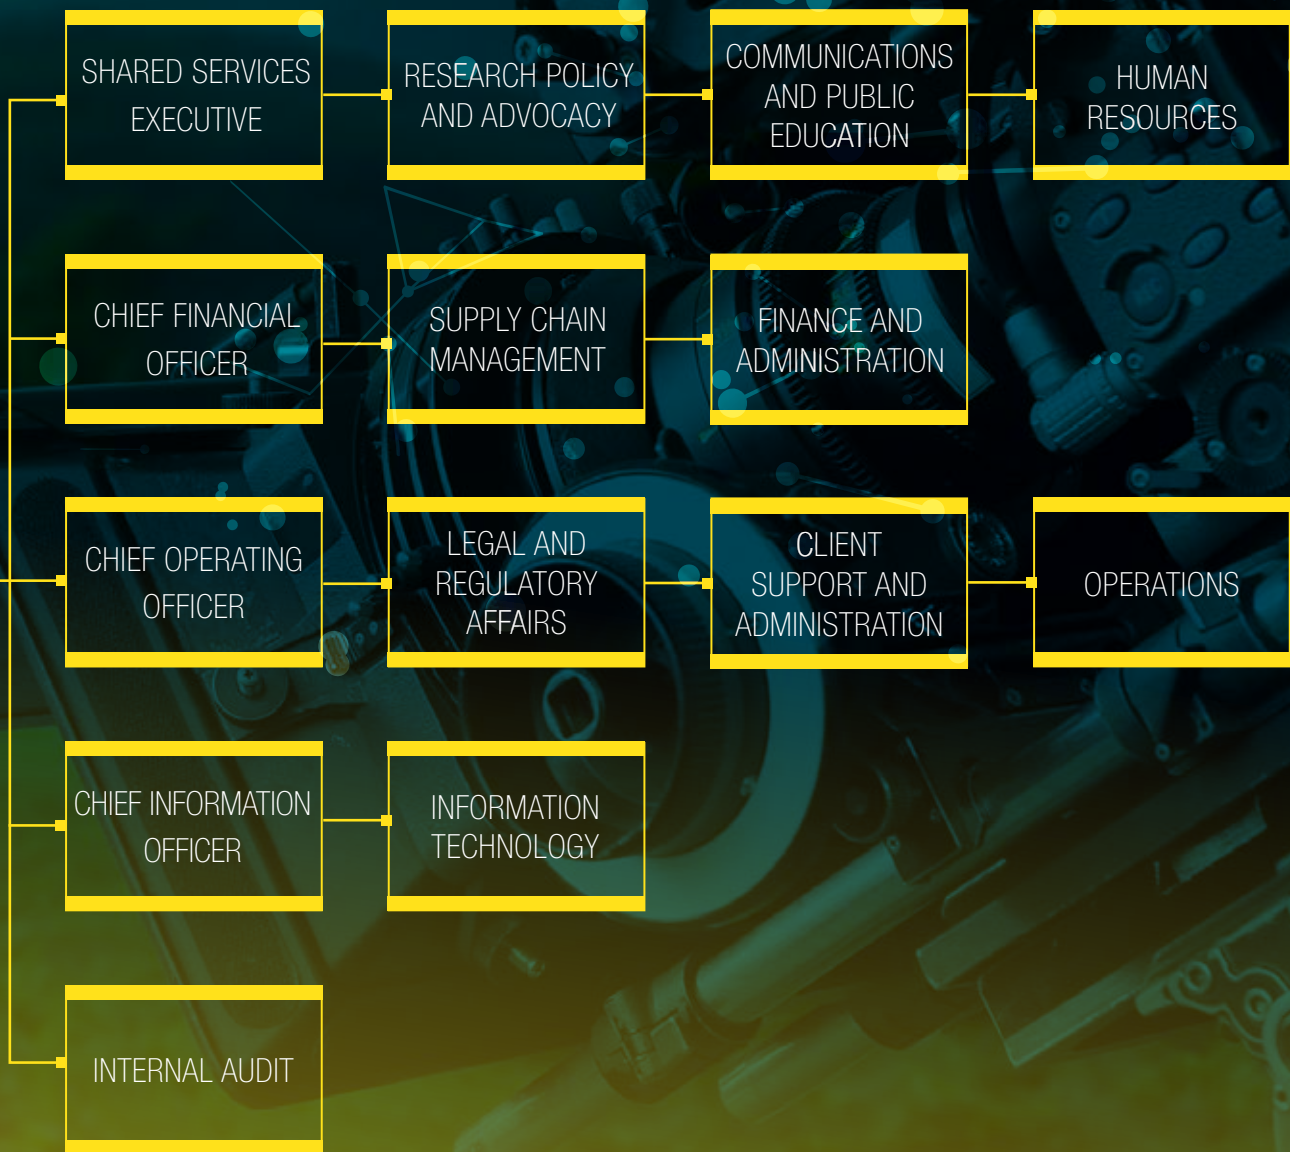 SHARED SERVICES
EXECUTIVE
RESEARCH POLICY
AND ADVOCACY
COMMUNICATIONS
AND PUBLIC
EDUCATION
HUMAN
RESOURCES
CHIEF FINANCIAL
OFFICER
SUPPLY CHAIN
MANAGEMENT
FINANCE AND
ADMINISTRATION
CHIEF OPERATING
OFFICER
LEGAL AND
REGULATORY
AFFAIRS
CLIENT
SUPPORT AND
ADMINISTRATION
OPERATIONS
CHIEF INFORMATION
OFFICER
INFORMATION
TECHNOLOGY
INTERNAL AUDIT